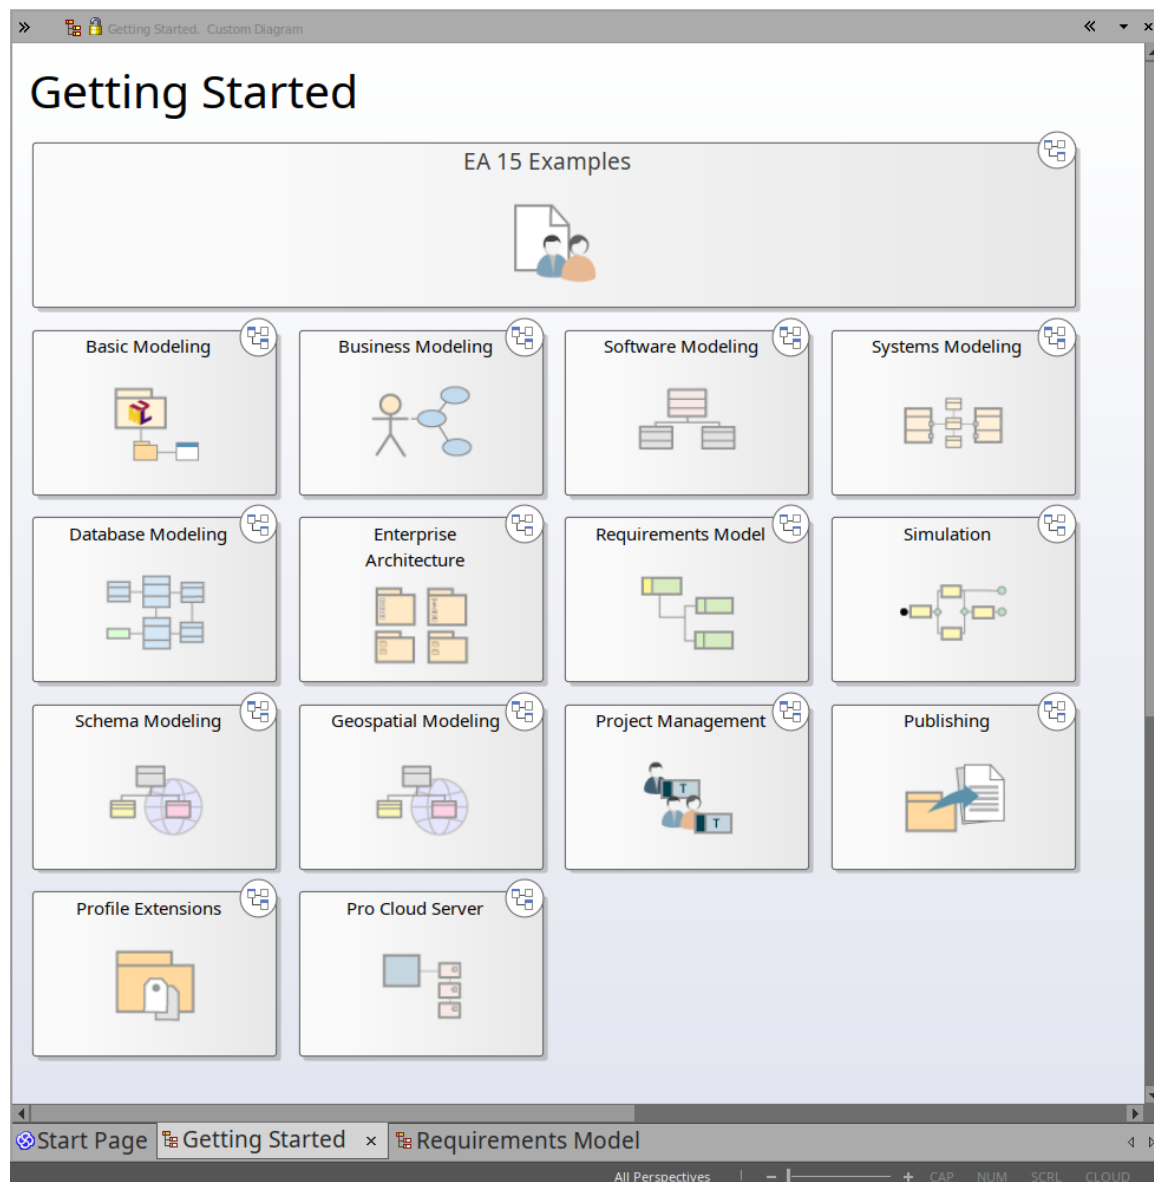 Getting Started. Custom Diagram
Getting Started
EA 15 Examples
Basic Modeling
Business Modeling
Software Modeling
Systems Modeling
Database Modeling
Enterprise
Architecture
Requirements Model
Simulation
Schema Modeling
Geospatial Modeling
Project Management
T
T
Publishing
Profile Extensions
Pro Cloud Server
Start Page
Getting Started
Requirements Model
All Perspectives
CAP NUM SCRL CLOUD